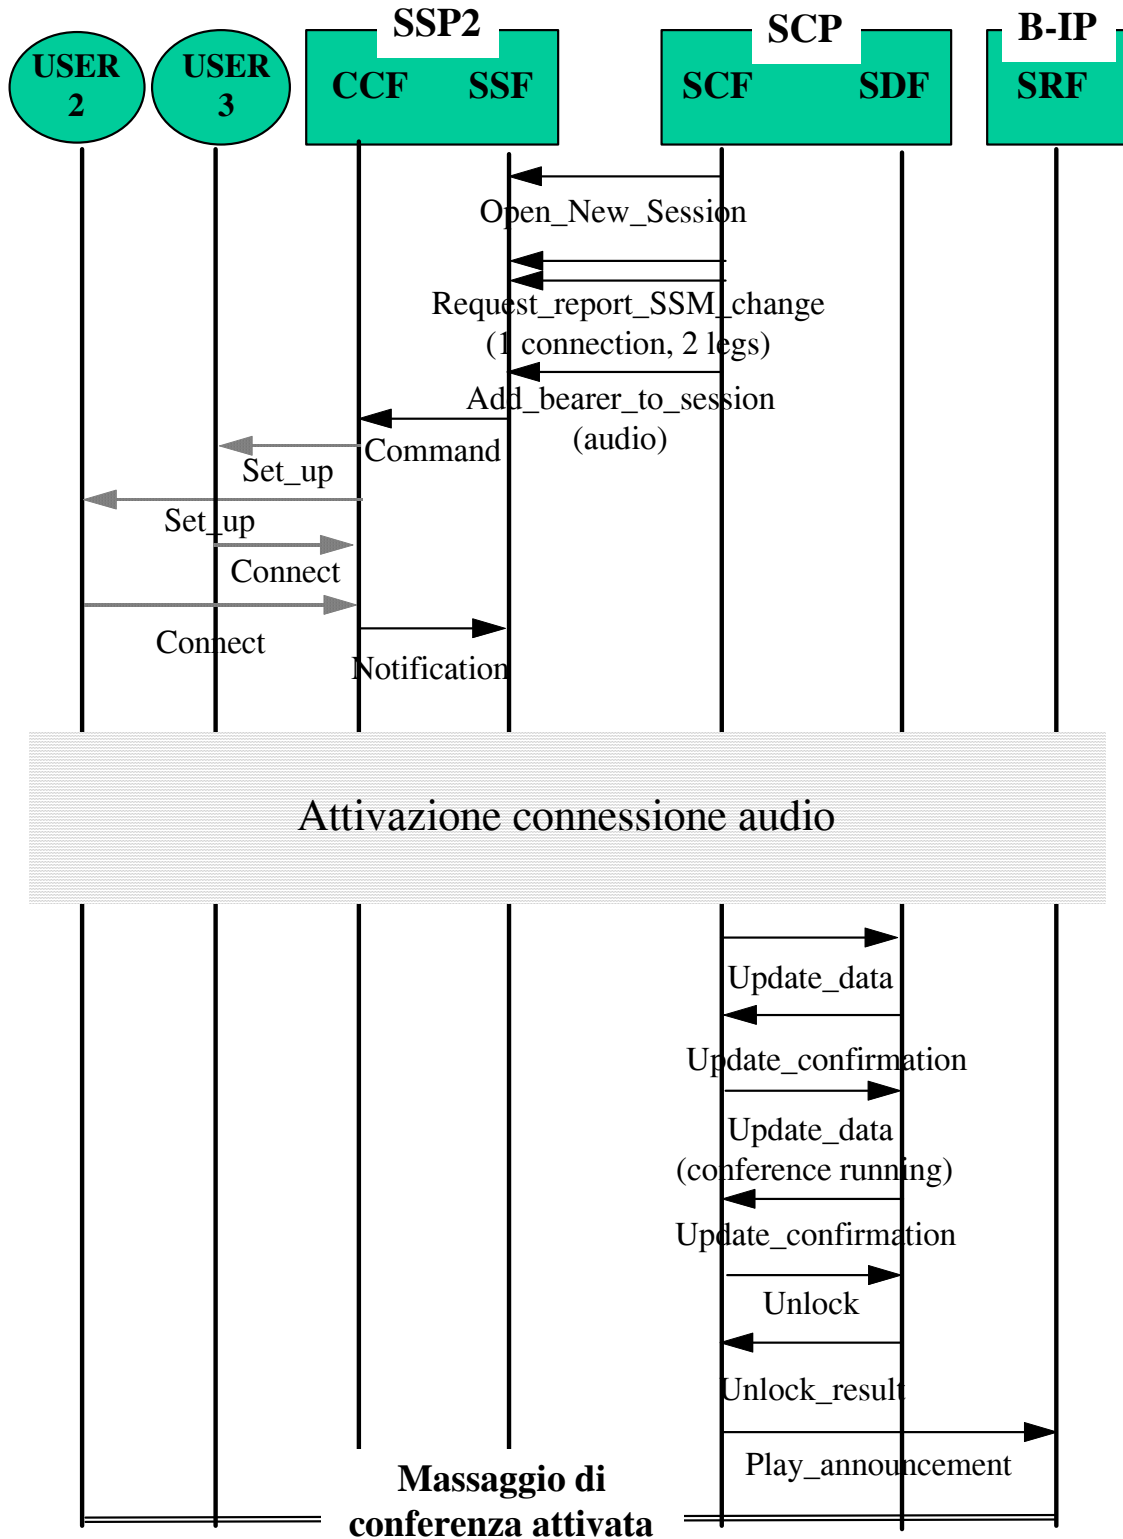 SSP2
SCP
B-IP
USER
2
USER
3
CCF
SSF
SCF
SDF
SRF
Open_New_Session
Request_report_SSM_change
(1 connection, 2 legs)
Add_bearer_to_session
(audio)
Command
Set_up
Set_up
Connect
Connect
Notification
Attivazione connessione audio
Update_data
Update_confirmation
Update_data
(conference running)
Update_confirmation
Unlock
Unlock_result
Play_announcement
Massaggio di
conferenza attivata